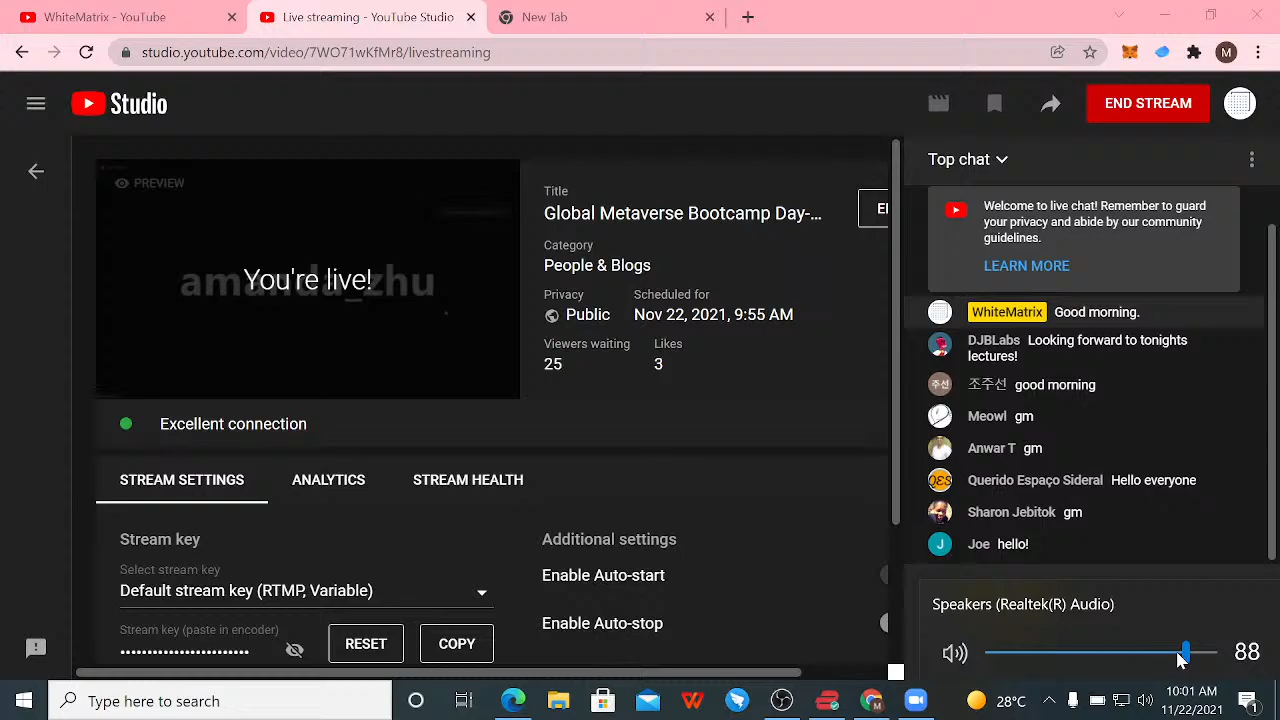 WhiteMatrix - YouTube
Live streaming - YouTube Studio
New Tab
studio.youtube.com/video/7WO71wKfMr8/livestreaming
M
Studio
END STREAM
PREVIEW
amanda_zhu
You're live!
Title
Global Metaverse Bootcamp Day-...
Category
People & Blogs
Privacy
Scheduled for
Public
Nov 22, 2021, 9:55 AM
Viewers waiting
Likes
25
3
Excellent connection
STREAM SETTINGS
ANALYTICS
STREAM HEALTH
Stream key
Select stream key
Default stream key (RTMP, Variable)
Stream key (paste in encoder)
RESET
COPY
Additional settings
Enable Auto-start
Enable Auto-stop
Top chat
Welcome to live chat! Remember to guard
your privacy and abide by our community
guidelines.
LEARN MORE
WhiteMatrix Good morning.
DJBLabs Looking forward to tonights
lectures!
주선 조주선 good morning
Meowl gm
Anwar T gm
QES Querido Espaço Sideral Hello everyone
Sharon Jebitok gm
J Joe hello!
Speakers (Realtek(R) Audio)
88
Type here to search
28°C
10:01 AM
11/22/2021
1